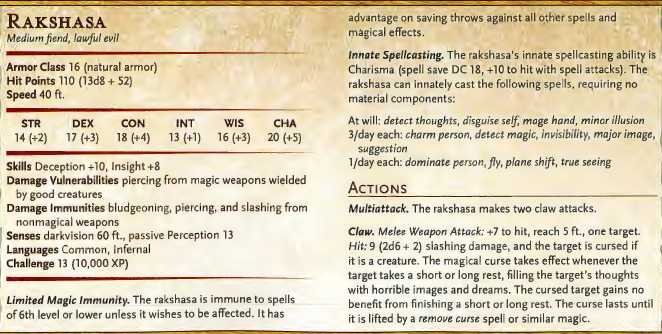 RAKSHASA
Medium fiend, lawful evil
Armor Class 16 (natural armor)
Hit Points 110 (13d8 + 52)
Speed 40 ft.
STR DEX CON INT WIS CHA
14 (+2) 17 (+3) 18 (+4) 13 (+1) 16 (+3) 20 (+5)
Skills Deception +10, Insight +8
Damage Vulnerabilities piercing from magic weapons wielded
by good creatures
Damage Immunities bludgeoning, piercing, and slashing from
nonmagical weapons
Senses darkvision 60 ft., passive Perception 13
Languages Common, Infernal
Challenge 13 (10,000 XP)
Limited Magic Immunity. The rakshasa is immune to spells
of 6th level or lower unless it wishes to be affected. It has
advantage on saving throws against all other spells and
magical effects.
Innate Spellcasting. The rakshasa's innate spellcasting ability is
Charisma (spell save DC 18, +10 to hit with spell attacks). The
rakshasa can innately cast the following spells, requiring no
material components:
At will: detect thoughts, disguise self, mage hand, minor illusion
3/day each: charm person, detect magic, invisibility, major image,
suggestion
1/day each: dominate person, fly, plane shift, true seeing
ACTIONS
Multiattack. The rakshasa makes two claw attacks.
Claw. Melee Weapon Attack: +7 to hit, reach 5 ft., one target.
Hit: 9 (2d6 + 2) slashing damage, and the target is cursed if
it is a creature. The magical curse takes effect whenever the
target takes a short or long rest, filling the target's thoughts
with horrible images and dreams. The cursed target gains no
benefit from finishing a short or long rest. The curse lasts until
it is lifted by a remove curse spell or similar magic.